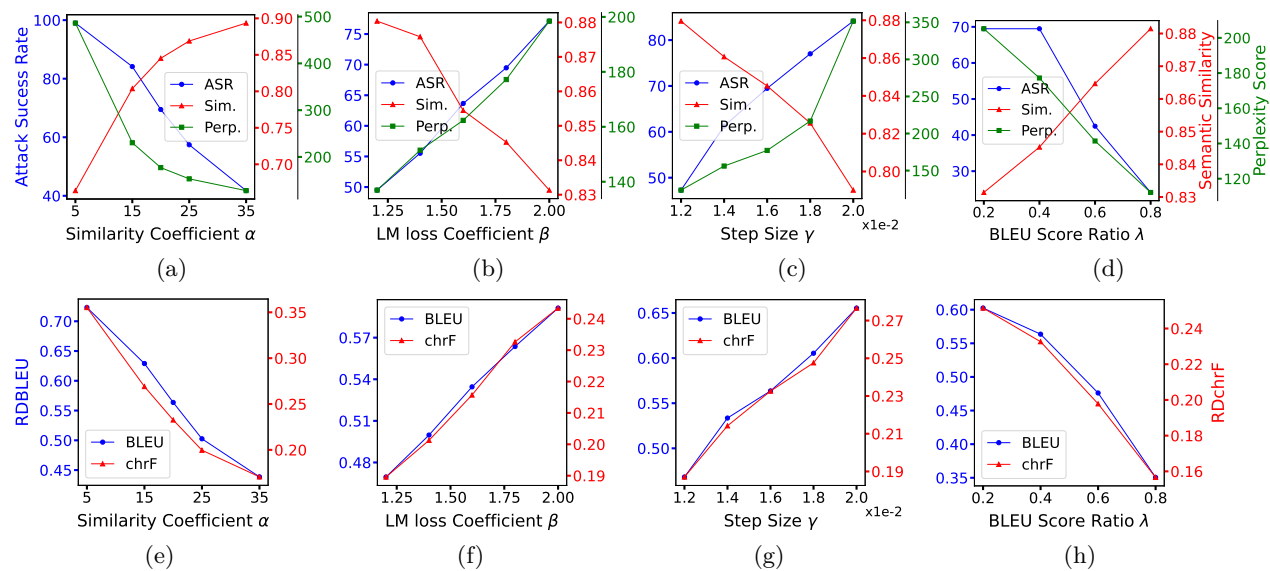 Attack Sucess Rate
100
80
60
40
5 15 25 35
0.90
0.85
0.80
0.75
0.70
500
400
300
200
ASR
Sim.
Perp.
Similarity Coefficient α
(a)
75
70
65
60
55
50
1.20 1.50 1.75 2.00
0.88
0.87
0.86
0.85
0.84
0.83
200
180
160
140
ASR
Sim.
Perp.
LM loss Coefficient β
(b)
80
70
60
50
1.2 1.4 1.6 1.8 2.0
x1e-2
0.88
0.86
0.84
0.82
0.80
350
300
250
200
150
ASR
Sim.
Perp.
Step Size γ
(c)
70
60
50
40
30
0.2 0.4 0.6 0.8
0.88
0.87
0.86
0.85
0.84
0.83
Semantic Similarity
200
180
160
140
120
Perplexity Score
ASR
Sim.
Perp.
BLEU Score Ratio λ
(d)
RDBLEU
0.70
0.65
0.60
0.55
0.50
0.45
5 15 25 35
0.35
0.30
0.25
0.20
BLEU
chrF
Similarity Coefficient α
(e)
0.57
0.54
0.51
0.48
1.25 1.50 1.75 2.00
0.24
0.23
0.22
0.21
0.20
0.19
BLEU
chrF
LM loss Coefficient β
(f)
0.65
0.60
0.55
0.50
1.2 1.4 1.6 1.8 2.0
x1e-2
0.27
0.25
0.23
0.21
0.19
BLEU
chrF
Step Size γ
(g)
0.60
0.55
0.50
0.45
0.40
0.35
0.2 0.4 0.6 0.8
0.24
0.22
0.20
0.18
0.16
RDchrF
BLEU
chrF
BLEU Score Ratio λ
(h)